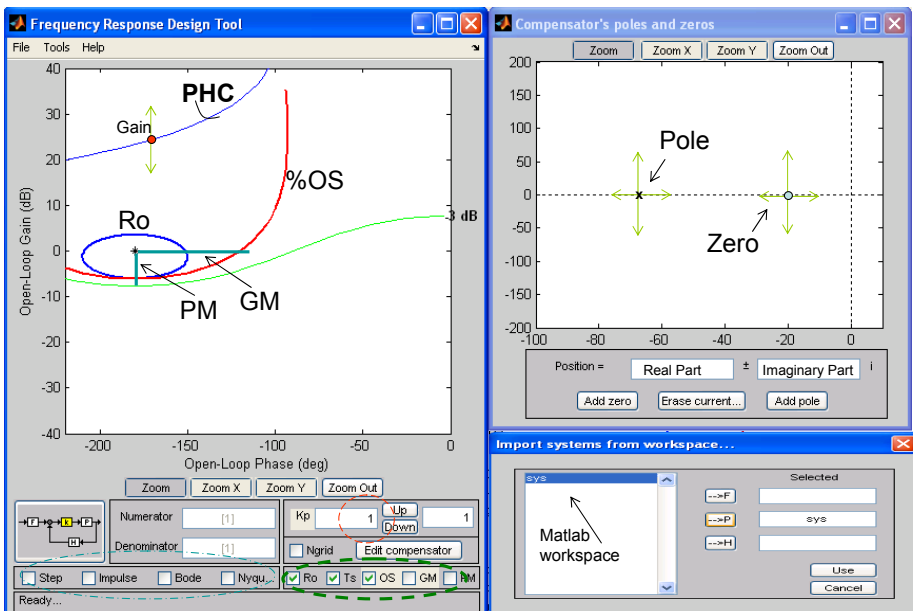 Frequency Response Design Tool
File Tools Help
40
30
20
10
0
-10
-20
-30
-40
Open-Loop Gain (dB)
PHC
Gain
%OS
Ro
-3 dB
PM
GM
-200
-150
-100
-50
0
Open-Loop Phase (deg)
Zoom
Zoom X
Zoom Y
Zoom Out
F
k
P
H
Numerator
[1]
Denominator
[1]
Kp
1
Up
Down
1
Ngrid
Edit compensator
Step
Impulse
Bode
Nyqu...
Ro
Ts
OS
GM
PM
Ready...
Compensator's poles and zeros
Zoom
Zoom X
Zoom Y
Zoom Out
200
150
100
50
0
-50
-100
-150
-200
Pole
x
Zero
-100
-80
-60
-40
-20
0
Position =
Real Part
±
Imaginary Part
i
Add zero
Erase current...
Add pole
Import systems from workspace...
sys
Matlab
workspace
-->F
-->P
-->H
Selected
sys
Use
Cancel